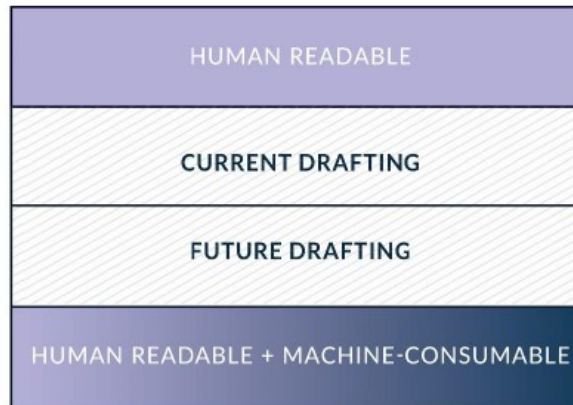 HUMAN READABLE
CURRENT DRAFTING
FUTURE DRAFTING
HUMAN READABLE + MACHINE-CONSUMABLE